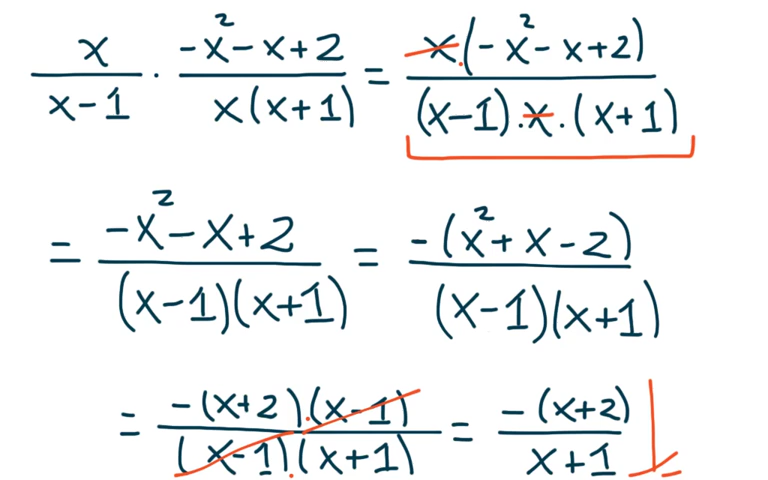 x/(x-1) · (-x²-x+2)/(x(x+1)) = (x·(-x²-x+2))/((x-1)·x·(x+1))
= (-x²-x+2)/((x-1)(x+1)) = (-(x²+x-2))/((x-1)(x+1))
= (-(x+2)·(x-1))/((x-1)·(x+1)) = (-(x+2))/(x+1)